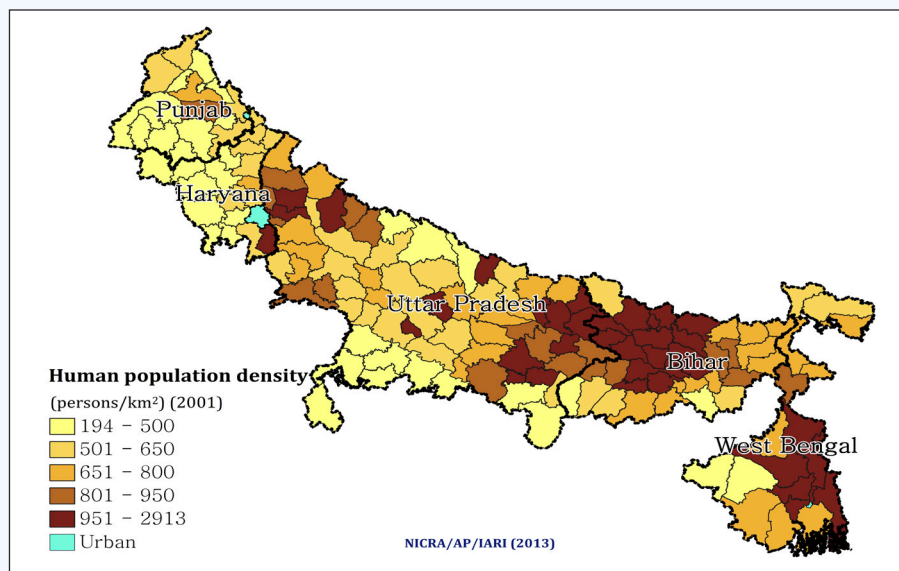 Punjab
Haryana
Uttar Pradesh
Bihar
West Bengal
Human population density
(persons/km²) (2001)
194 - 500
501 - 650
651 - 800
801 - 950
951 - 2913
Urban
NICRA/AP/IARI (2013)